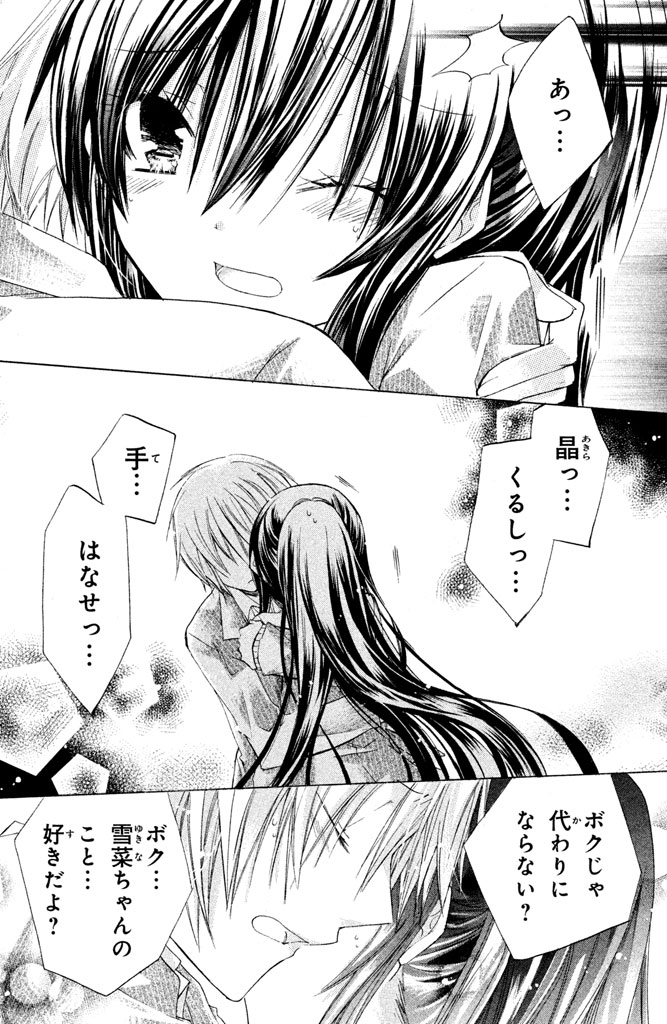 あっ…
晶っ…
くるしっ…
手…
はなせっ…
ボクじゃ
代わりに
ならない?
ボク…
雪菜ちゃんの
こと…
好きだよ?